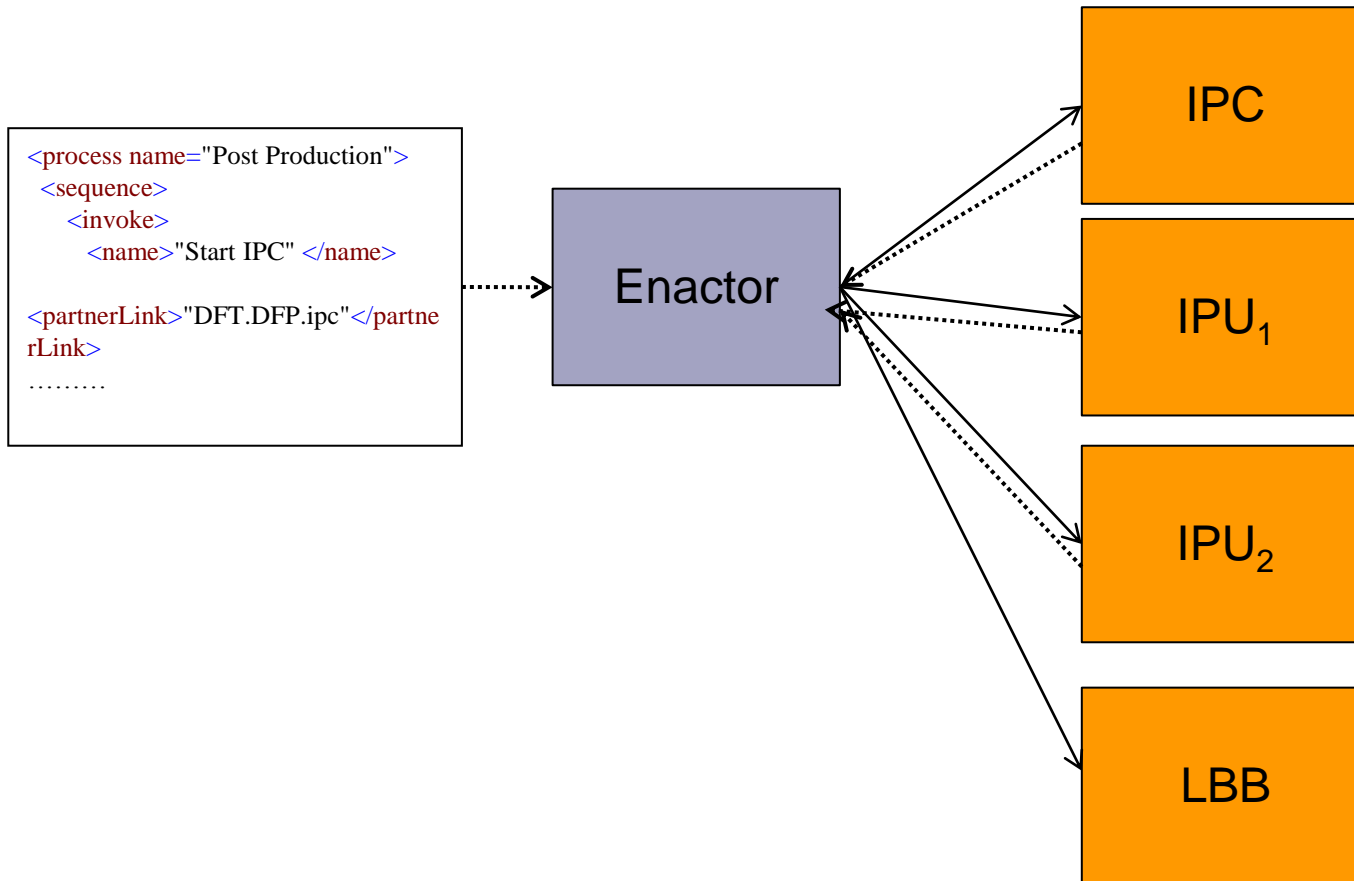 <process name="Post Production">
<sequence>
<invoke>
<name>"Start IPC" </name>
<partnerLink>"DFT.DFP.ipc"</partne
rLink>
………
Enactor
IPC
IPU₁
IPU₂
LBB